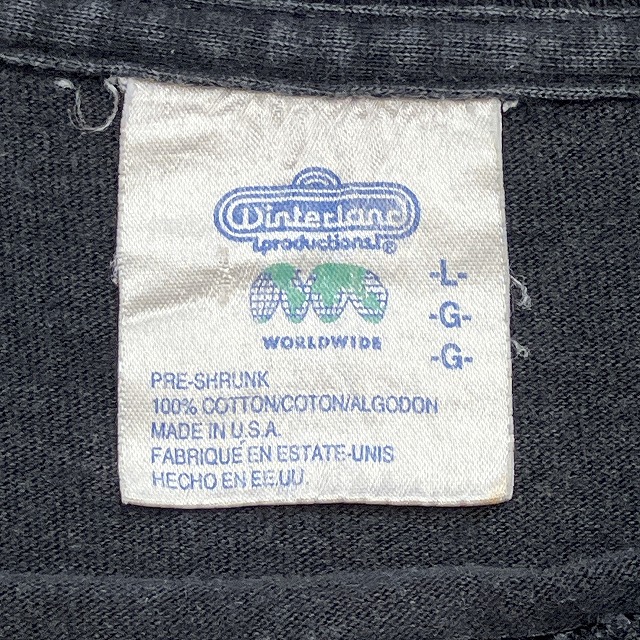 Winterland
productions
®
WORLDWIDE
-L-
-G-
-G-
PRE-SHRUNK
100% COTTON/COTON/ALGODON
MADE IN U.S.A.
FABRIQUÉ EN ESTATE-UNIS
HECHO EN EE.UU.